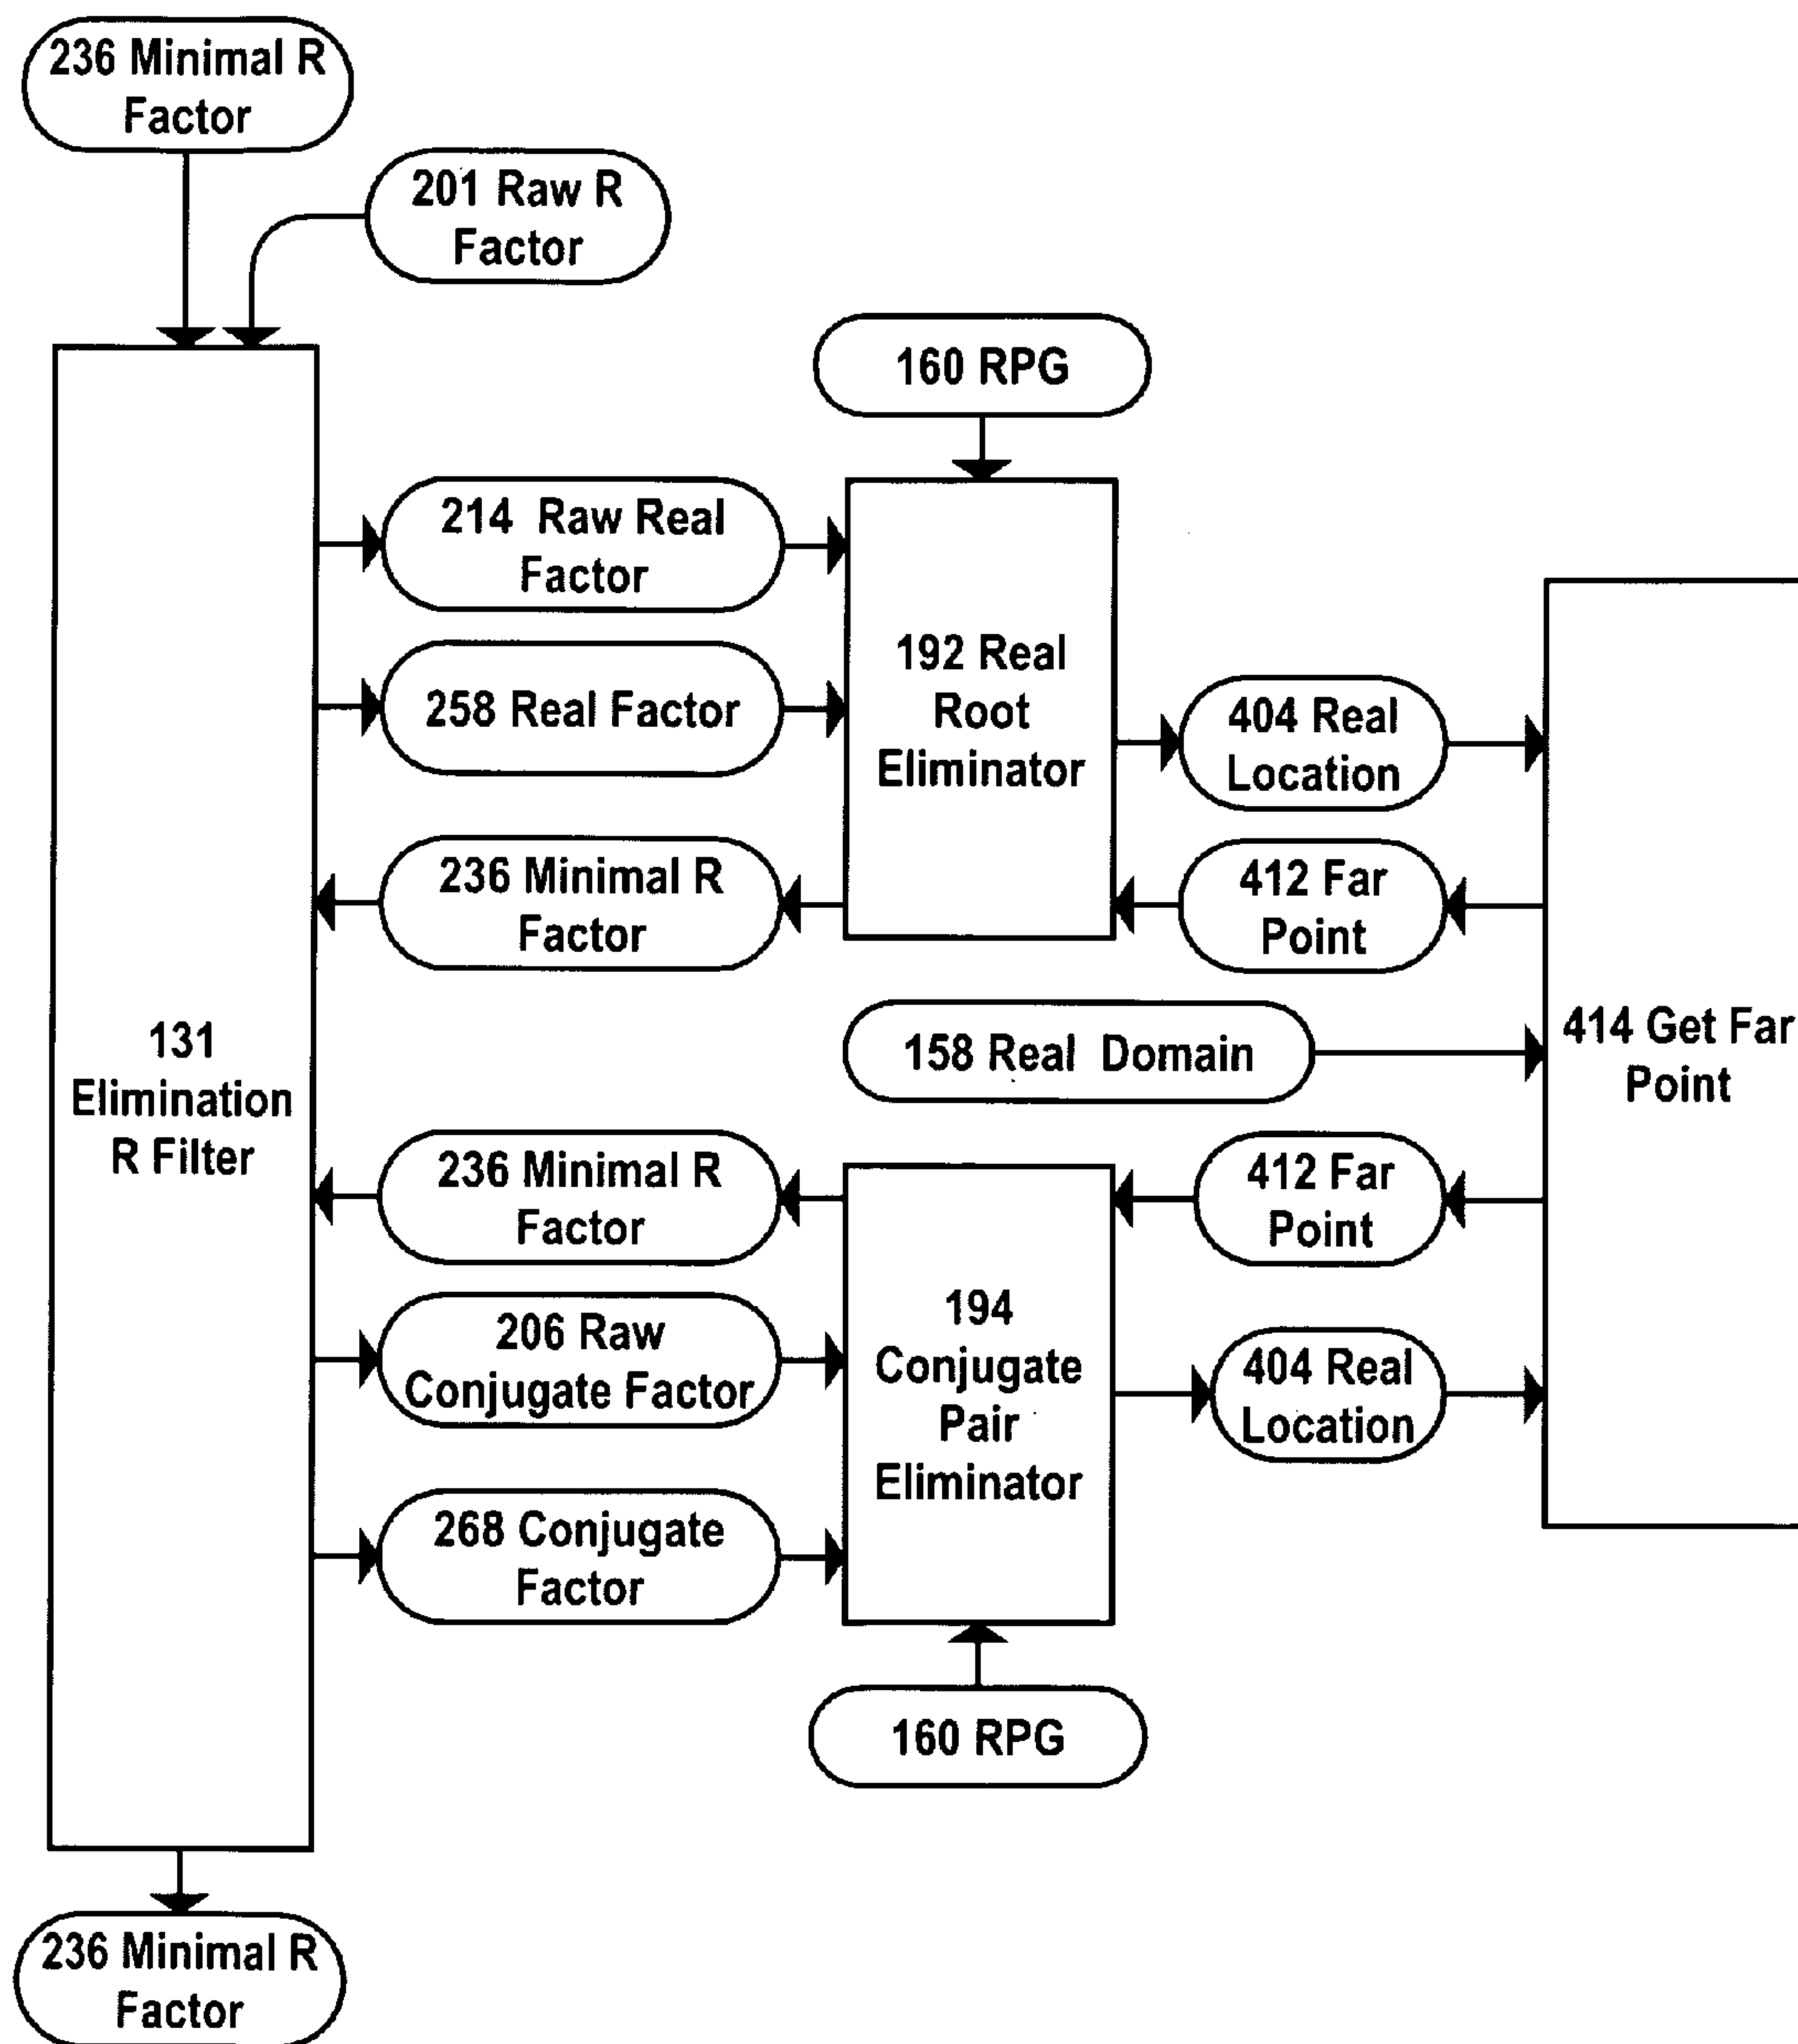 236 Minimal R
Factor
201 Raw R
Factor
160 RPG
214 Raw Real
Factor
258 Real Factor
236 Minimal R
Factor
192 Real
Root
Eliminator
404 Real
Location
412 Far
Point
158 Real Domain
414 Get Far
Point
131
Elimination
R Filter
236 Minimal R
Factor
206 Raw
Conjugate Factor
268 Conjugate
Factor
194
Conjugate
Pair
Eliminator
412 Far
Point
404 Real
Location
160 RPG
236 Minimal R
Factor